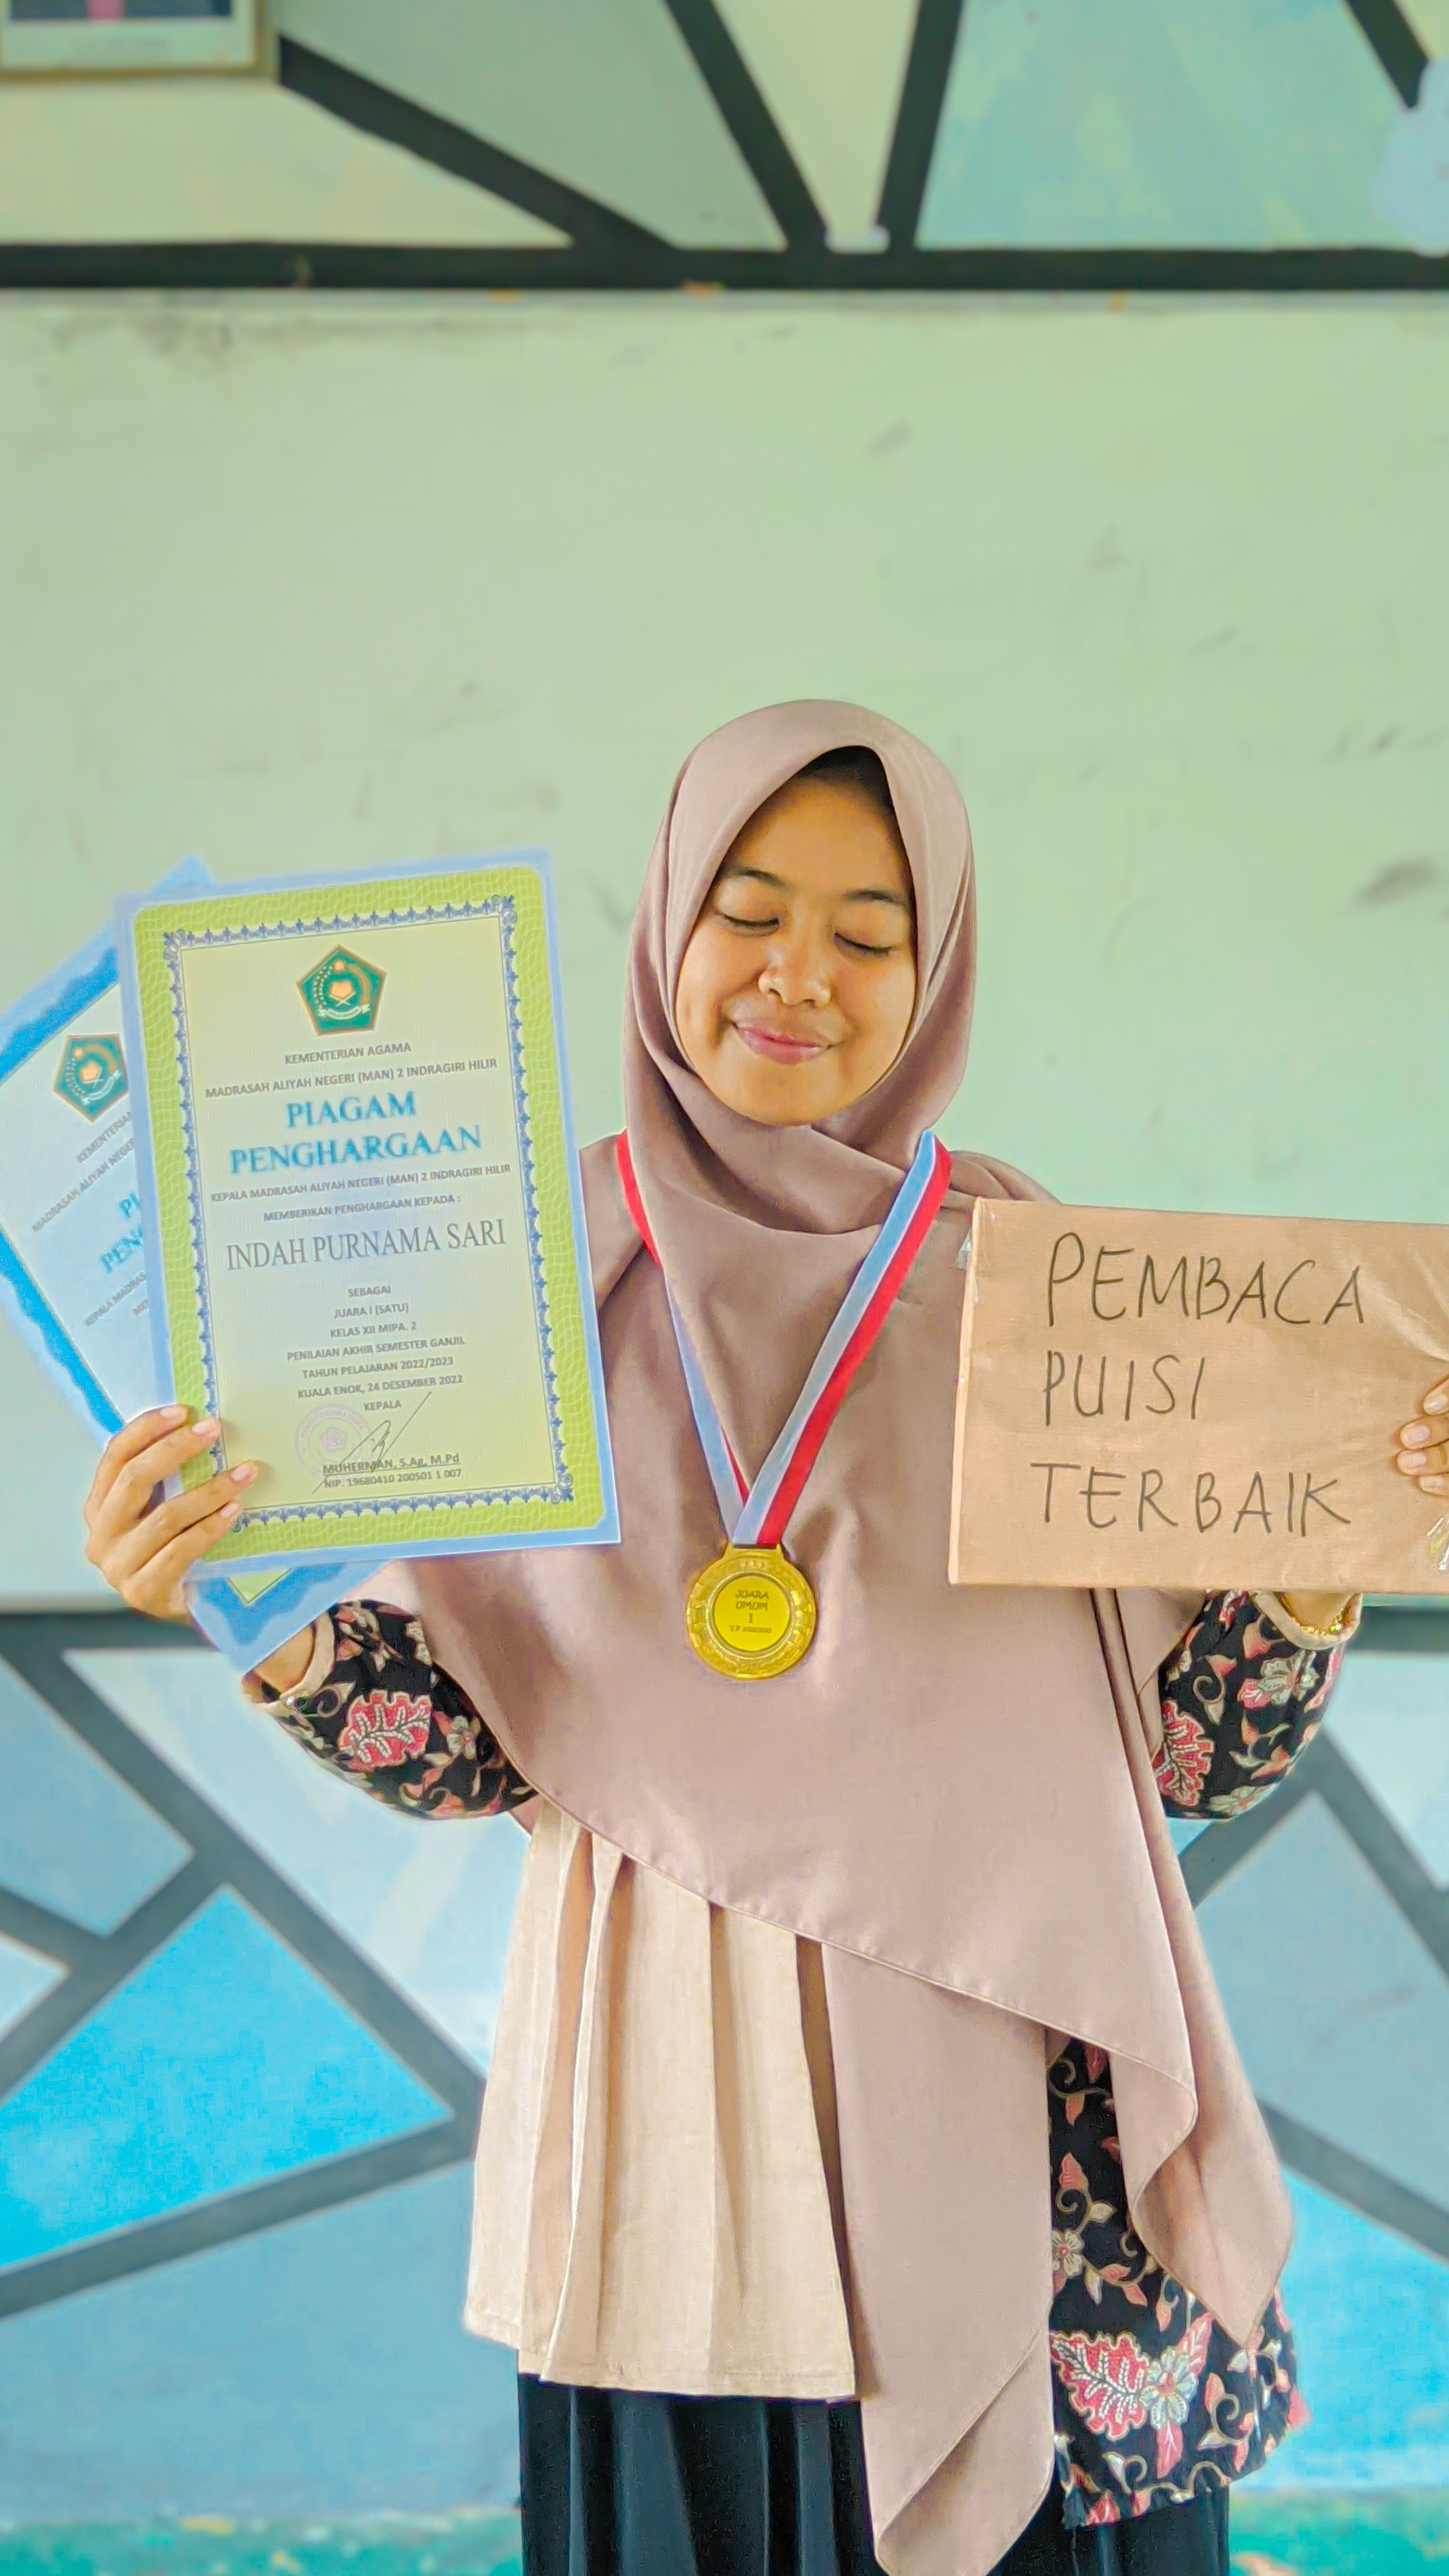 KEMENTERIAN AGAMA
MADRASAH ALIYAH NEGERI (MAN) 2 INDRAGIRI HILIR
PIAGAM
PENGHARGAAN
KEPALA MADRASAH ALIYAH NEGERI (MAN) 2 INDRAGIRI HILIR
MEMBERIKAN PENGHARGAAN KEPADA :
INDAH PURNAMA SARI
SEBAGAI
JUARA I (SATU)
KELAS XII MIPA. 2
PENILAIAN AKHIR SEMESTER GANJIL
TAHUN PELAJARAN 2022/2023
KUALA ENOK, 24 DESEMBER 2022
KEPALA
MUHERMAN, S.Ag, M.Pd
NIP. 19680410 200501 1 007
MADRASAH ALIYAH
JUARA
UMUM
1
PEMBACA
PUISI
TERBAIK